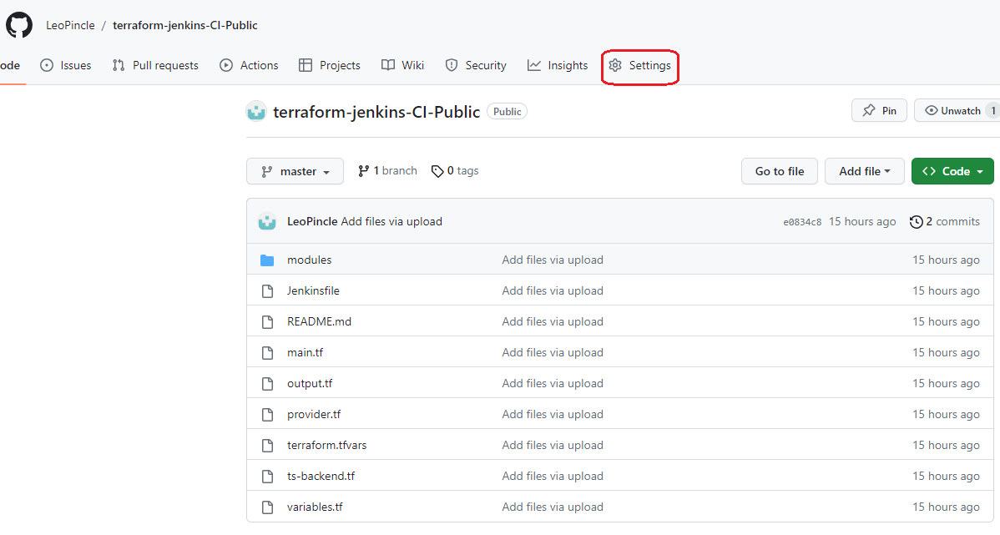 LeoPincle / terraform-jenkins-CI-Public
ode Issues Pull requests Actions Projects Wiki Security Insights Settings
terraform-jenkins-CI-Public Public Pin Unwatch 1
master 1 branch 0 tags Go to file Add file Code
LeoPincle Add files via upload e0834c8 15 hours ago 2 commits
modules Add files via upload 15 hours ago
Jenkinsfile Add files via upload 15 hours ago
README.md Add files via upload 15 hours ago
main.tf Add files via upload 15 hours ago
output.tf Add files via upload 15 hours ago
provider.tf Add files via upload 15 hours ago
terraform.tfvars Add files via upload 15 hours ago
ts-backend.tf Add files via upload 15 hours ago
variables.tf Add files via upload 15 hours ago